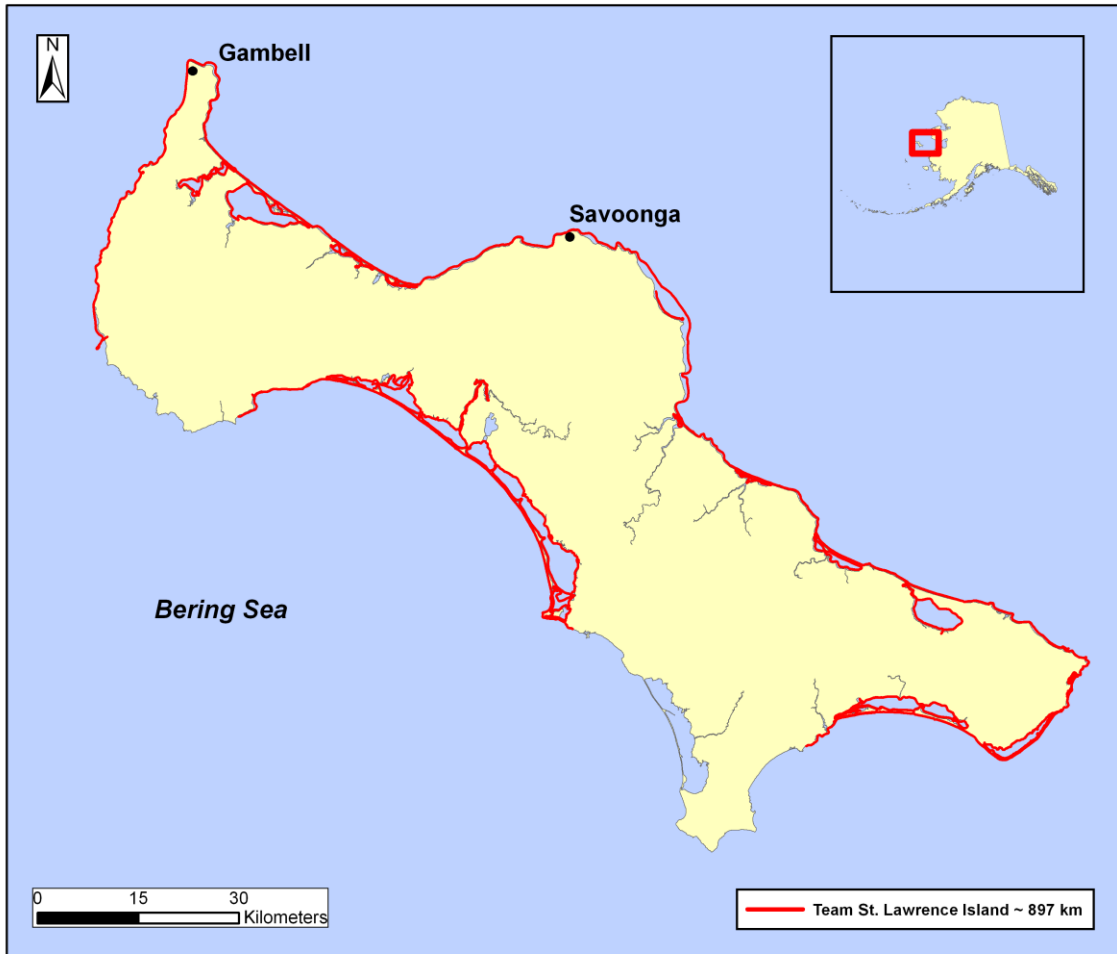 N
Gambell
Savoonga
Bering Sea
0 15 30
Kilometers
Team St. Lawrence Island ~ 897 km